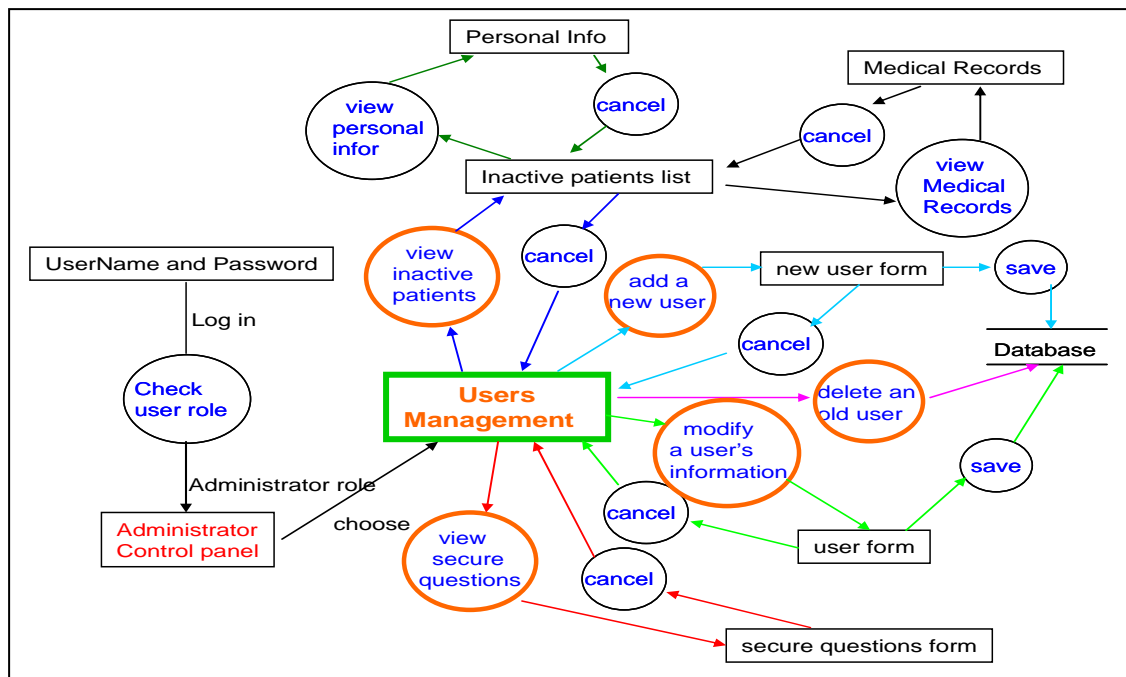 Personal Info
Medical Records
cancel
view
personal
infor
cancel
Inactive patients list
view
Medical
Records
UserName and Password
view
inactive
patients
cancel
add a
new user
new user form
save
Log in
cancel
Database
Check
user role
Users
Management
delete an
old user
modify
a user's
information
save
Administrator role
choose
cancel
Administrator
Control panel
view
secure
questions
cancel
user form
secure questions form